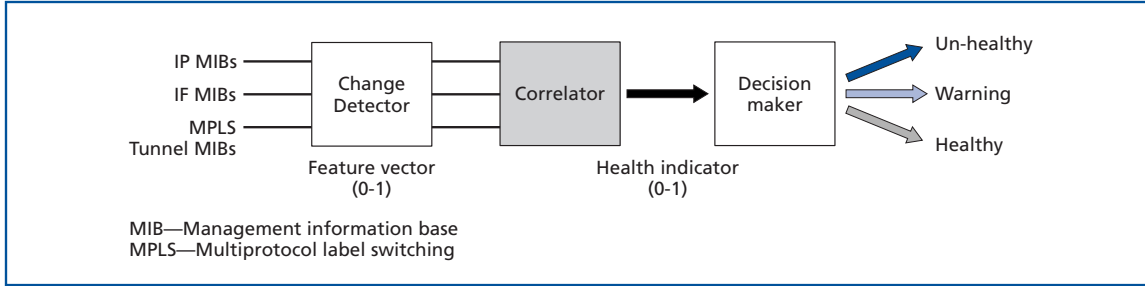 IP MIBs
IF MIBs
MPLS
Tunnel MIBs
Change
Detector
Feature vector
(0-1)
Correlator
Health indicator
(0-1)
Decision
maker
Un-healthy
Warning
Healthy
MIB—Management information base
MPLS—Multiprotocol label switching